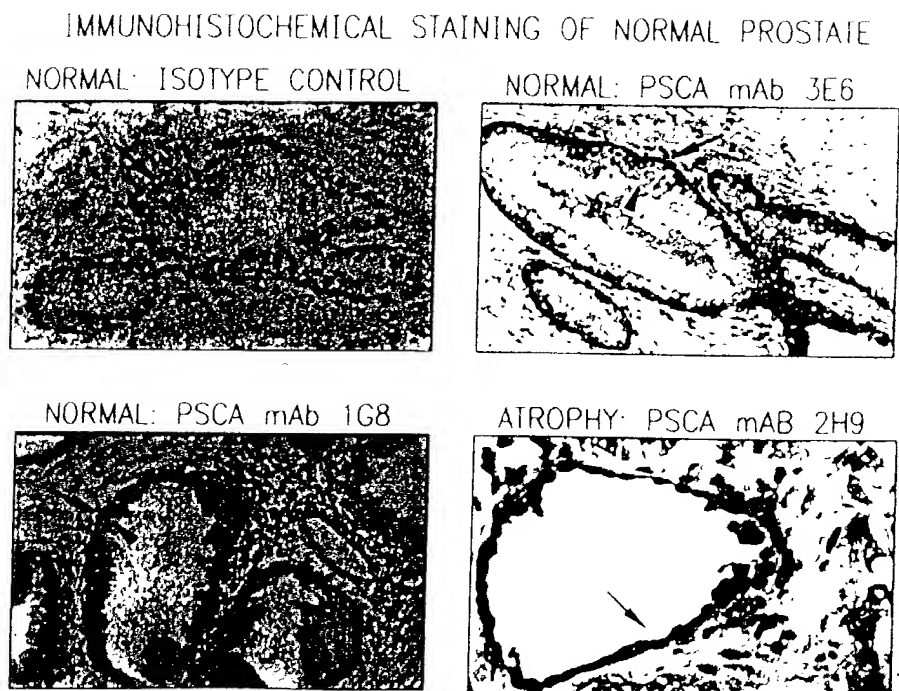 IMMUNOHISTOCHEMICAL STAINING OF NORMAL PROSTATE
NORMAL: ISOTYPE CONTROL
NORMAL: PSCA mAb 3E6
NORMAL: PSCA mAb 1G8
ATROPHY: PSCA mAB 2H9